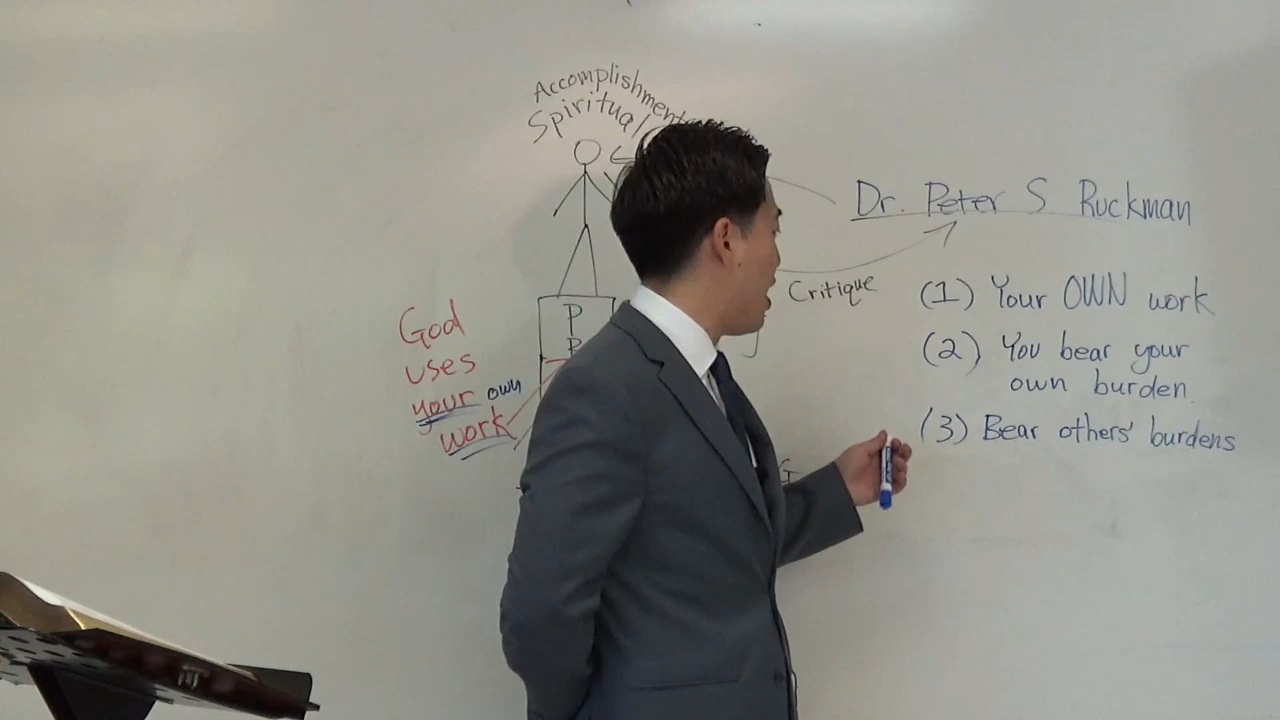 Accomplishment
Spiritual
Dr. Peter S Ruckman
Critique
(1) Your OWN work
(2) You bear your
own burden.
(3) Bear others' burdens
God
uses
your own
work
P